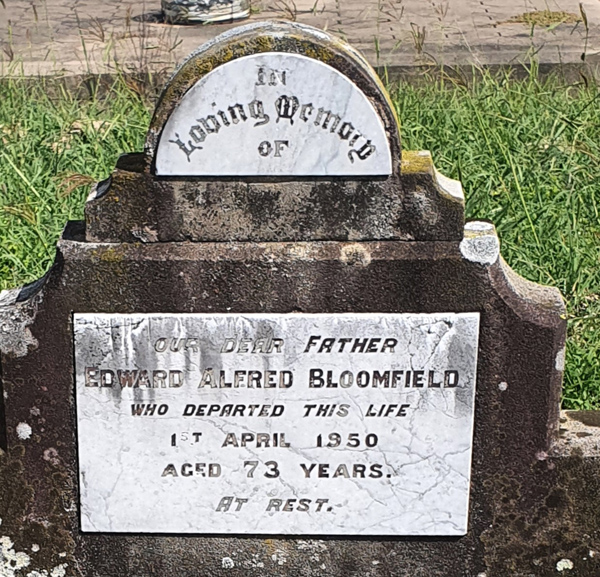 In
Loving Memory
OF
OUR DEAR FATHER
EDWARD ALFRED BLOOMFIELD
WHO DEPARTED THIS LIFE
1ST APRIL 1950
AGED 73 YEARS.
AT REST.